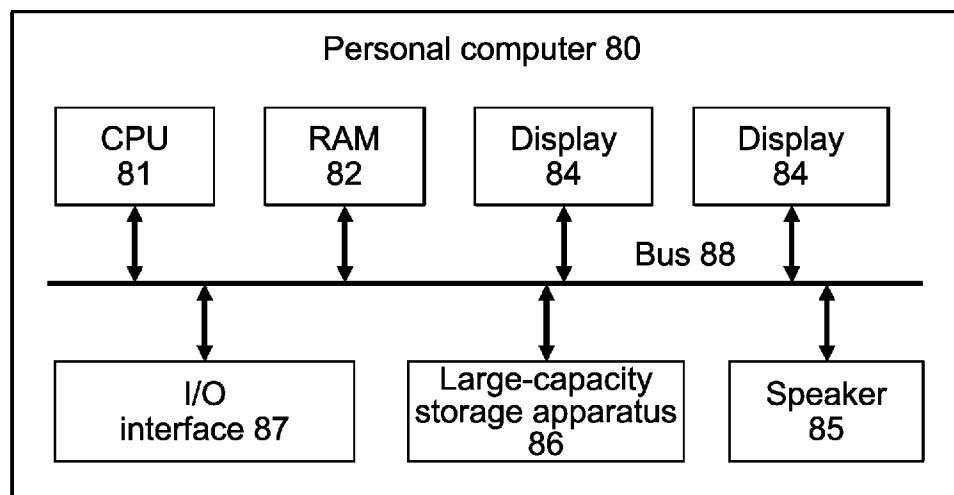 Personal computer 80
CPU
81
RAM
82
Display
84
Display
84
Bus 88
I/O
interface 87
Large-capacity
storage apparatus
86
Speaker
85